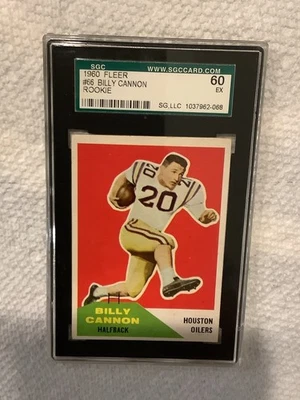 SGC
WWW.SGCCARD.COM
1960 FLEER
#66 BILLY CANNON
ROOKIE
60
EX
SG, LLC 1037962-068
20
20
BILLY
CANNON
HALFBACK
HOUSTON
OILERS